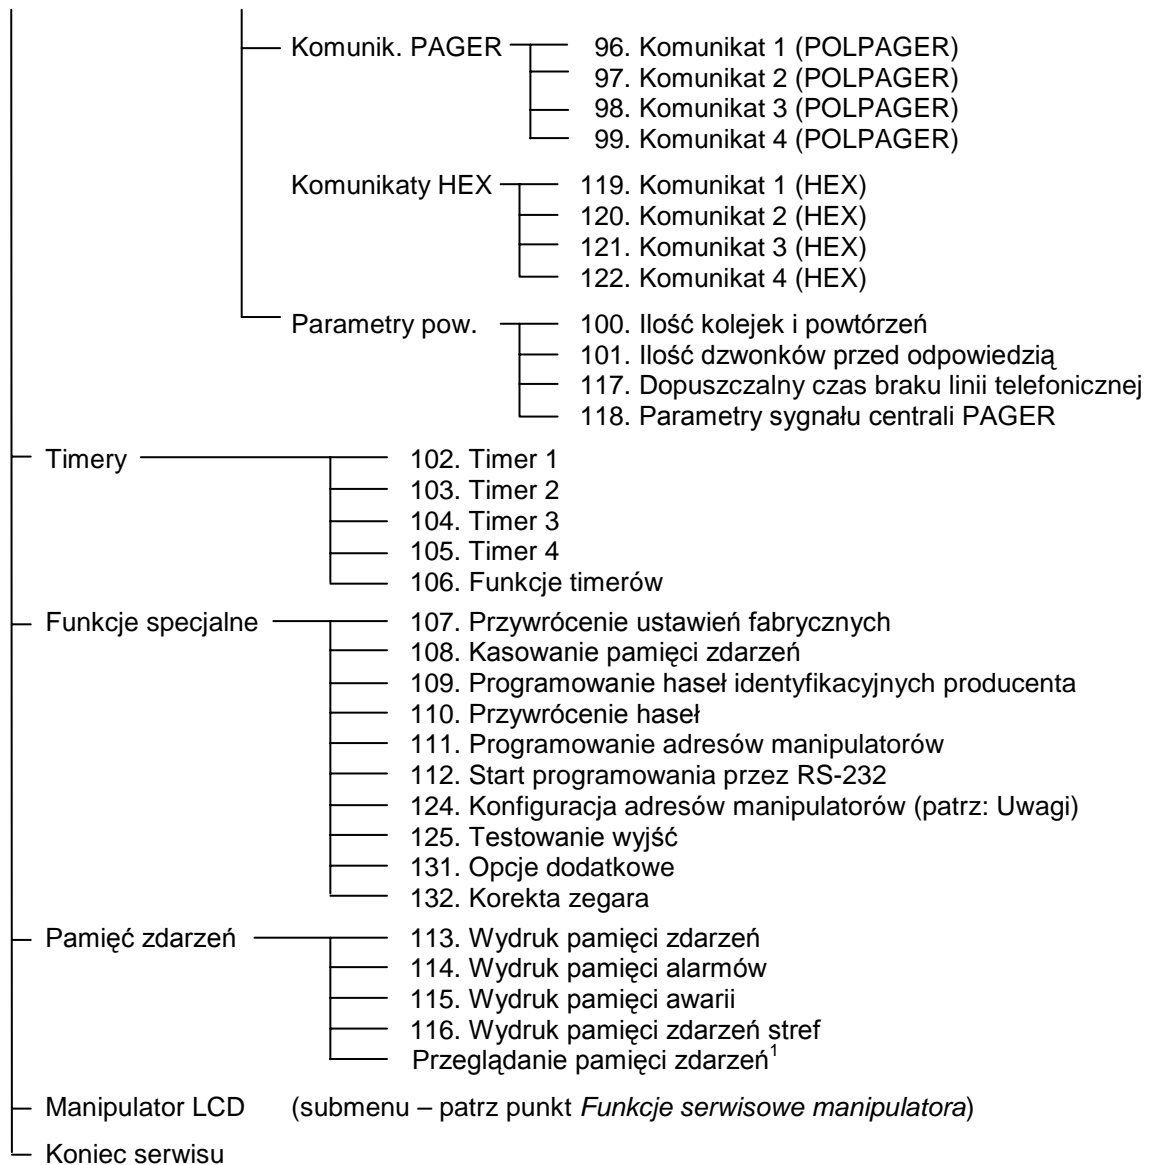 Komunik. PAGER 96. Komunikat 1 (POLPAGER)
97. Komunikat 2 (POLPAGER)
98. Komunikat 3 (POLPAGER)
99. Komunikat 4 (POLPAGER)
Komunikaty HEX 119. Komunikat 1 (HEX)
120. Komunikat 2 (HEX)
121. Komunikat 3 (HEX)
122. Komunikat 4 (HEX)
Parametry pow. 100. Ilość kolejek i powtórzeń
101. Ilość dzwonków przed odpowiedzią
117. Dopuszczalny czas braku linii telefonicznej
118. Parametry sygnału centrali PAGER
Timery 102. Timer 1
103. Timer 2
104. Timer 3
105. Timer 4
106. Funkcje timerów
Funkcje specjalne 107. Przywrócenie ustawień fabrycznych
108. Kasowanie pamięci zdarzeń
109. Programowanie haseł identyfikacyjnych producenta
110. Przywrócenie haseł
111. Programowanie adresów manipulatorów
112. Start programowania przez RS-232
124. Konfiguracja adresów manipulatorów (patrz: Uwagi)
125. Testowanie wyjść
131. Opcje dodatkowe
132. Korekta zegara
Pamięć zdarzeń 113. Wydruk pamięci zdarzeń
114. Wydruk pamięci alarmów
115. Wydruk pamięci awarii
116. Wydruk pamięci zdarzeń stref
Przeglądanie pamięci zdarzeń¹
Manipulator LCD (submenu – patrz punkt Funkcje serwisowe manipulatora)
Koniec serwisu